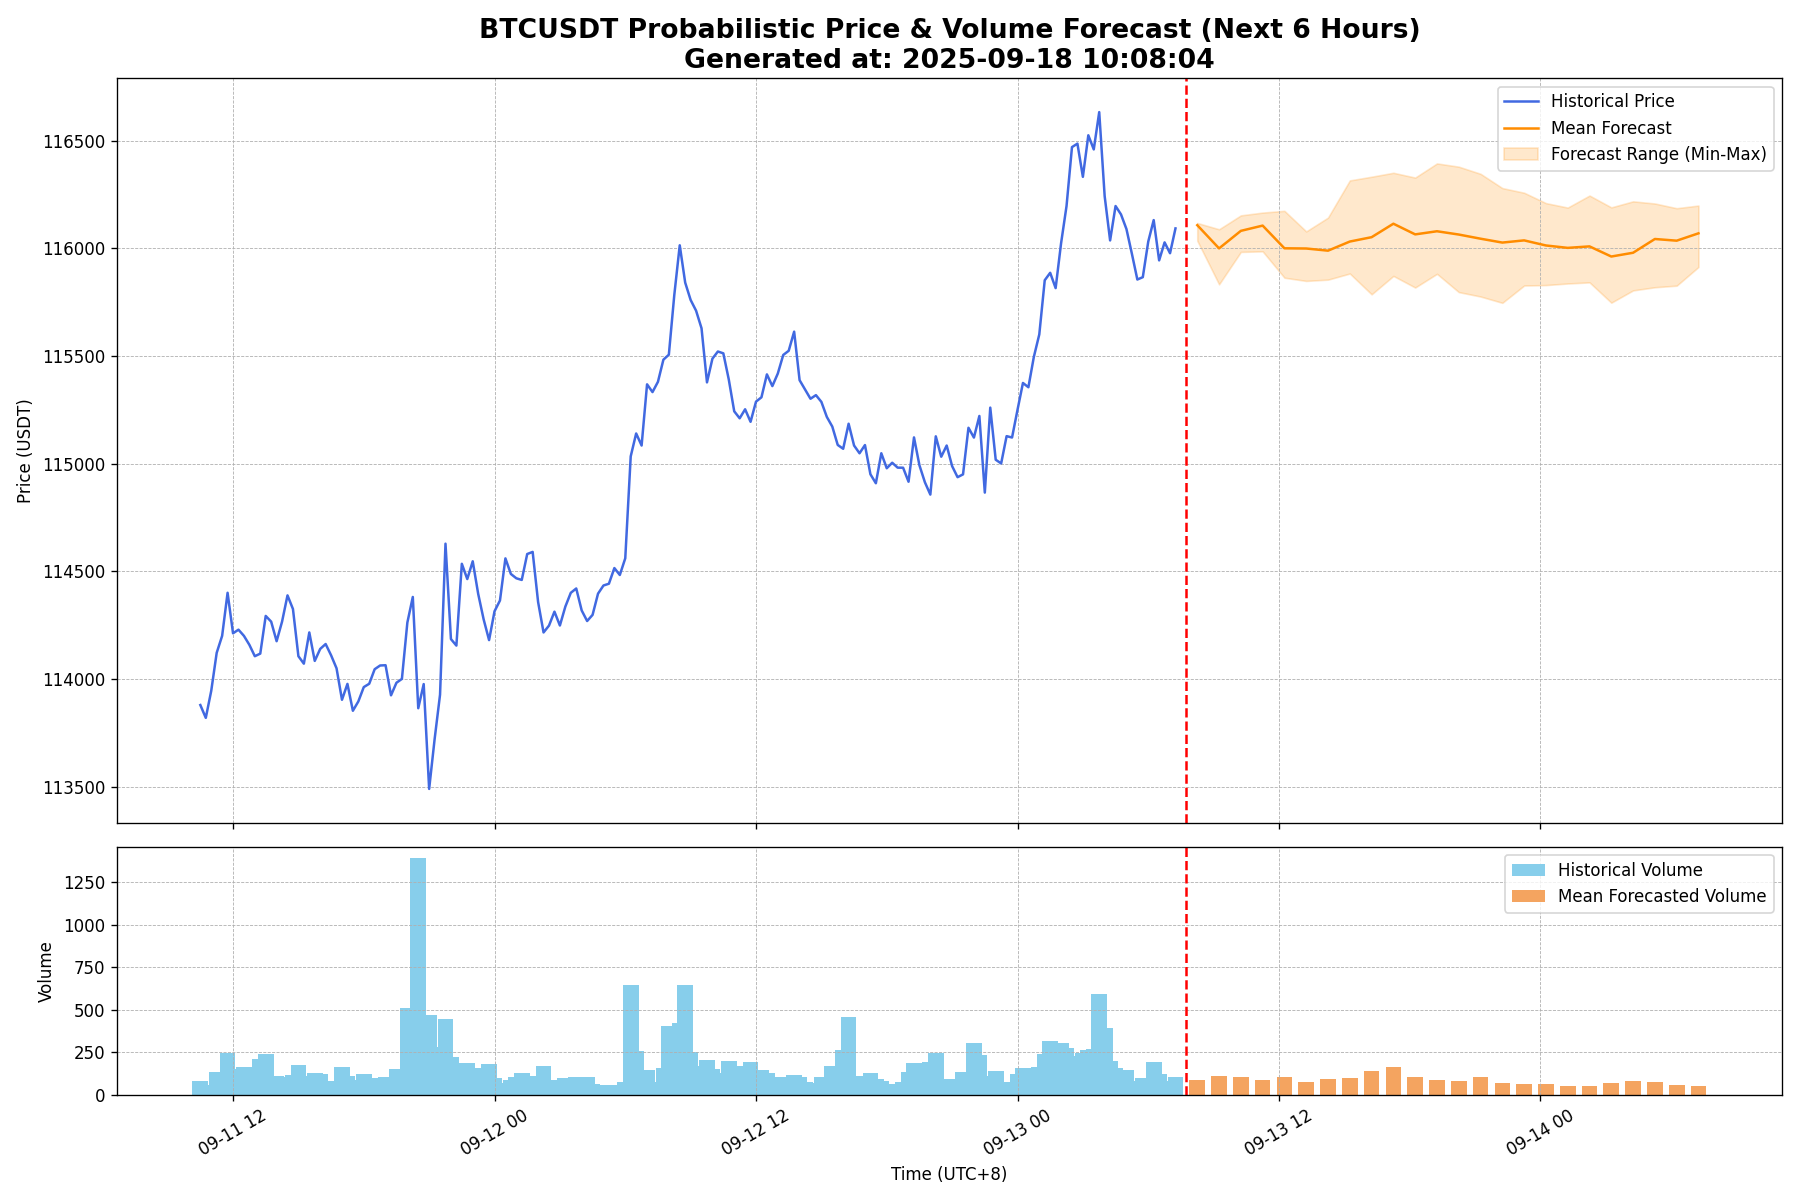 BTCUSDT Probabilistic Price & Volume Forecast (Next 6 Hours)
Generated at: 2025-09-18 10:08:04
Historical Price
Mean Forecast
Forecast Range (Min-Max)
Price (USDT)
116500
116000
115500
115000
114500
114000
113500
Historical Volume
Mean Forecasted Volume
Volume
1250
1000
750
500
250
0
09-11 12
09-12 00
09-12 12
09-13 00
09-13 12
09-14 00
Time (UTC+8)